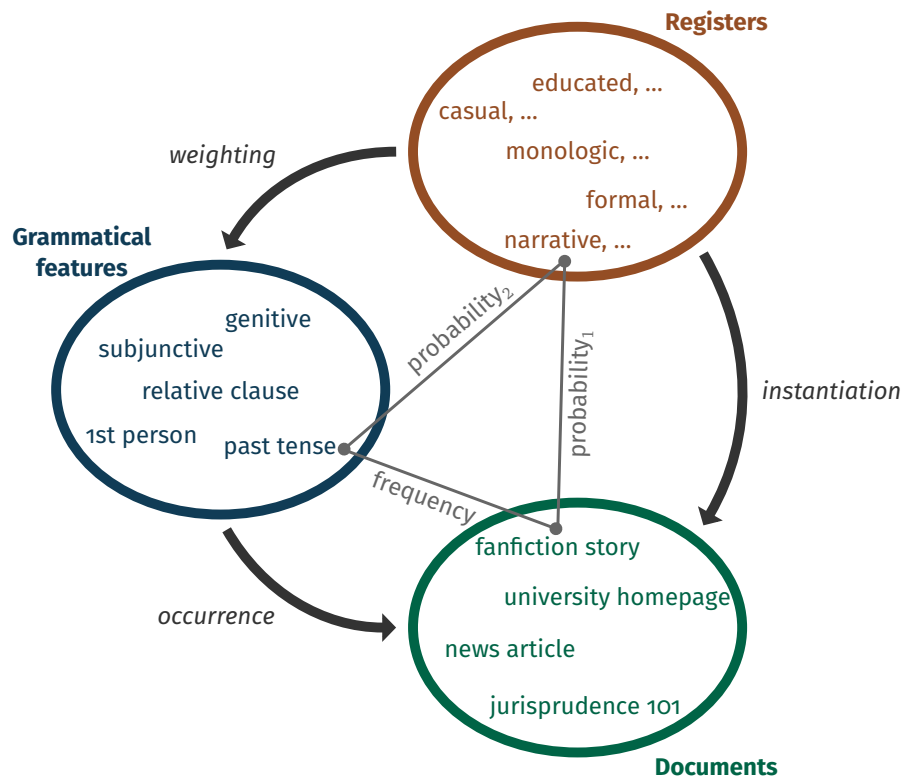 Registers
educated, ...
casual, ...
monologic, ...
formal, ...
narrative, ...
weighting
Grammatical
features
genitive
subjunctive
relative clause
1st person
past tense
probability₂
probability₁
frequency
instantiation
occurrence
fanfiction story
university homepage
news article
jurisprudence 101
Documents